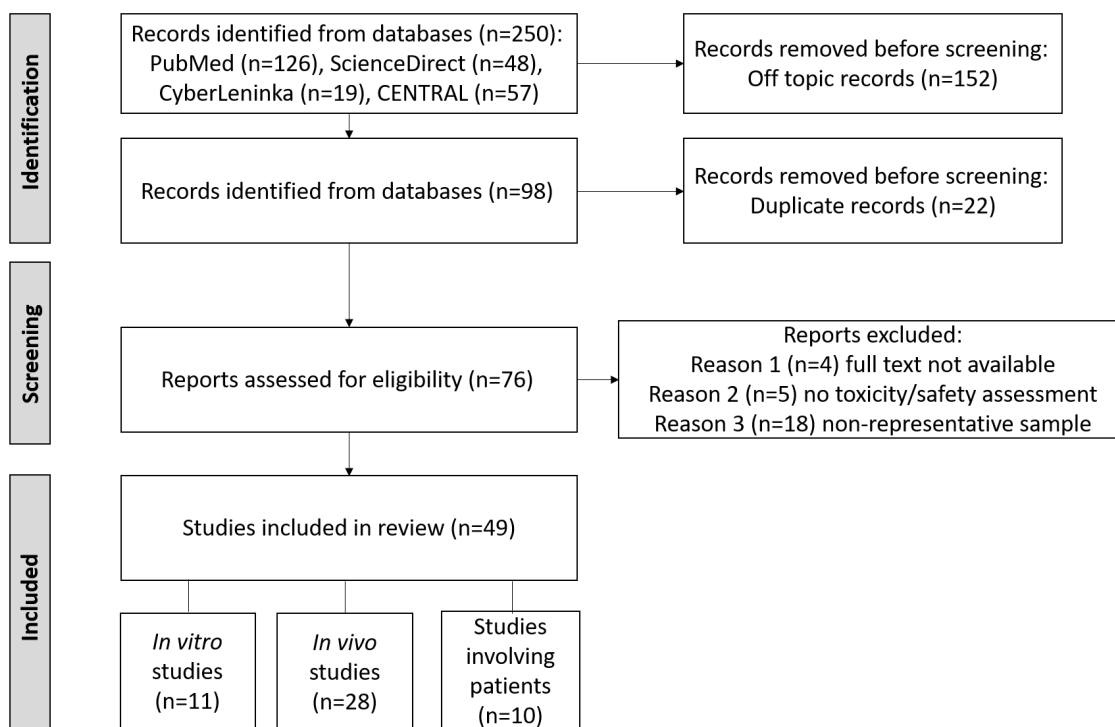 Identification
Records identified from databases (n=250):
PubMed (n=126), ScienceDirect (n=48),
CyberLeninka (n=19), CENTRAL (n=57)
Records removed before screening:
Off topic records (n=152)
Records identified from databases (n=98)
Records removed before screening:
Duplicate records (n=22)
Screening
Reports assessed for eligibility (n=76)
Reports excluded:
Reason 1 (n=4) full text not available
Reason 2 (n=5) no toxicity/safety assessment
Reason 3 (n=18) non-representative sample
Included
Studies included in review (n=49)
In vitro
studies
(n=11)
In vivo
studies
(n=28)
Studies
involving
patients
(n=10)